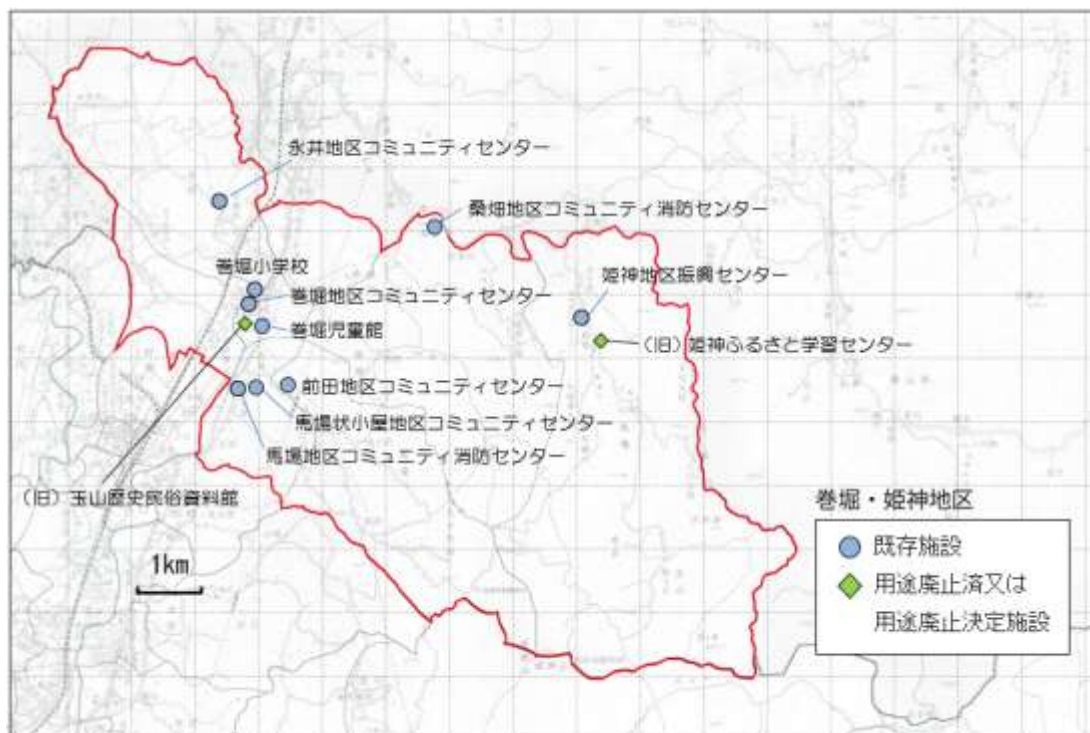 永井地区コミュニティセンター
桑畑地区コミュニティ消防センター
巻堀小学校
姫神地区振興センター
巻堀地区コミュニティセンター
巻堀児童館
(旧)姫神ふるさと学習センター
前田地区コミュニティセンター
馬場状小屋地区コミュニティセンター
馬場地区コミュニティ消防センター
(旧)玉山歴史民俗資料館
1km
巻堀・姫神地区
既存施設
用途廃止済又は
用途廃止決定施設